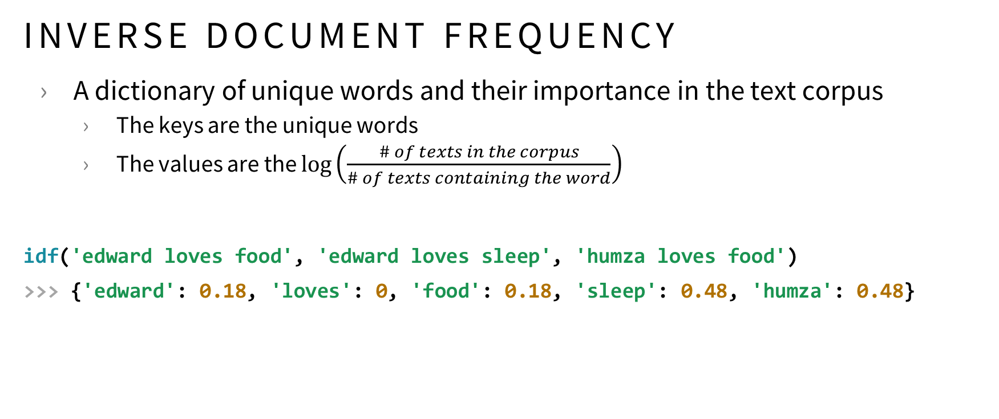 INVERSE DOCUMENT FREQUENCY
› A dictionary of unique words and their importance in the text corpus
› The keys are the unique words
› The values are the log(# of texts in the corpus / # of texts containing the word)
idf('edward loves food', 'edward loves sleep', 'humza loves food')
>>> {'edward': 0.18, 'loves': 0, 'food': 0.18, 'sleep': 0.48, 'humza': 0.48}